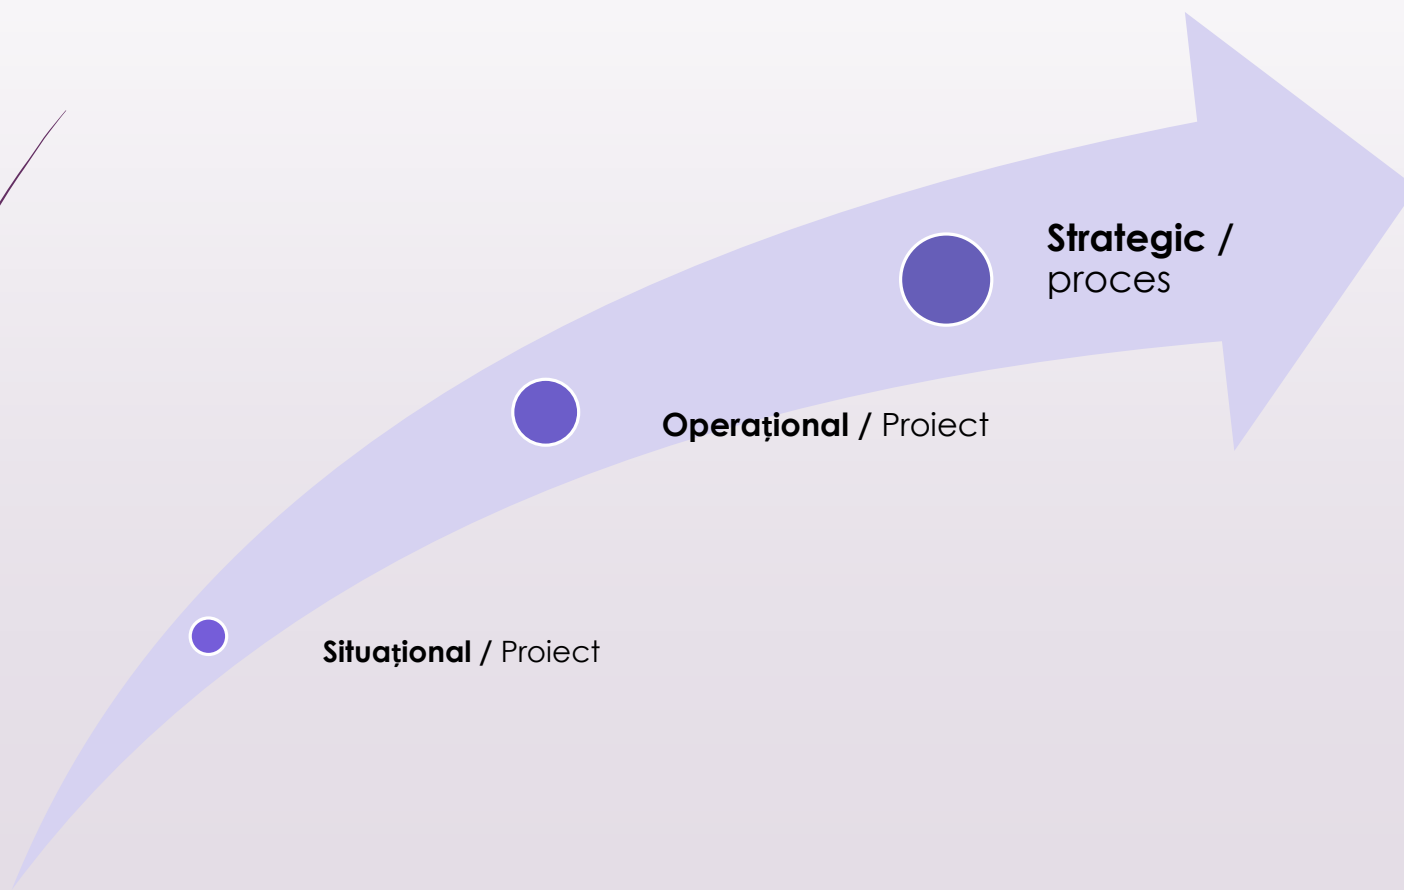 Strategic /
proces
Operațional / Proiect
Situațional / Proiect